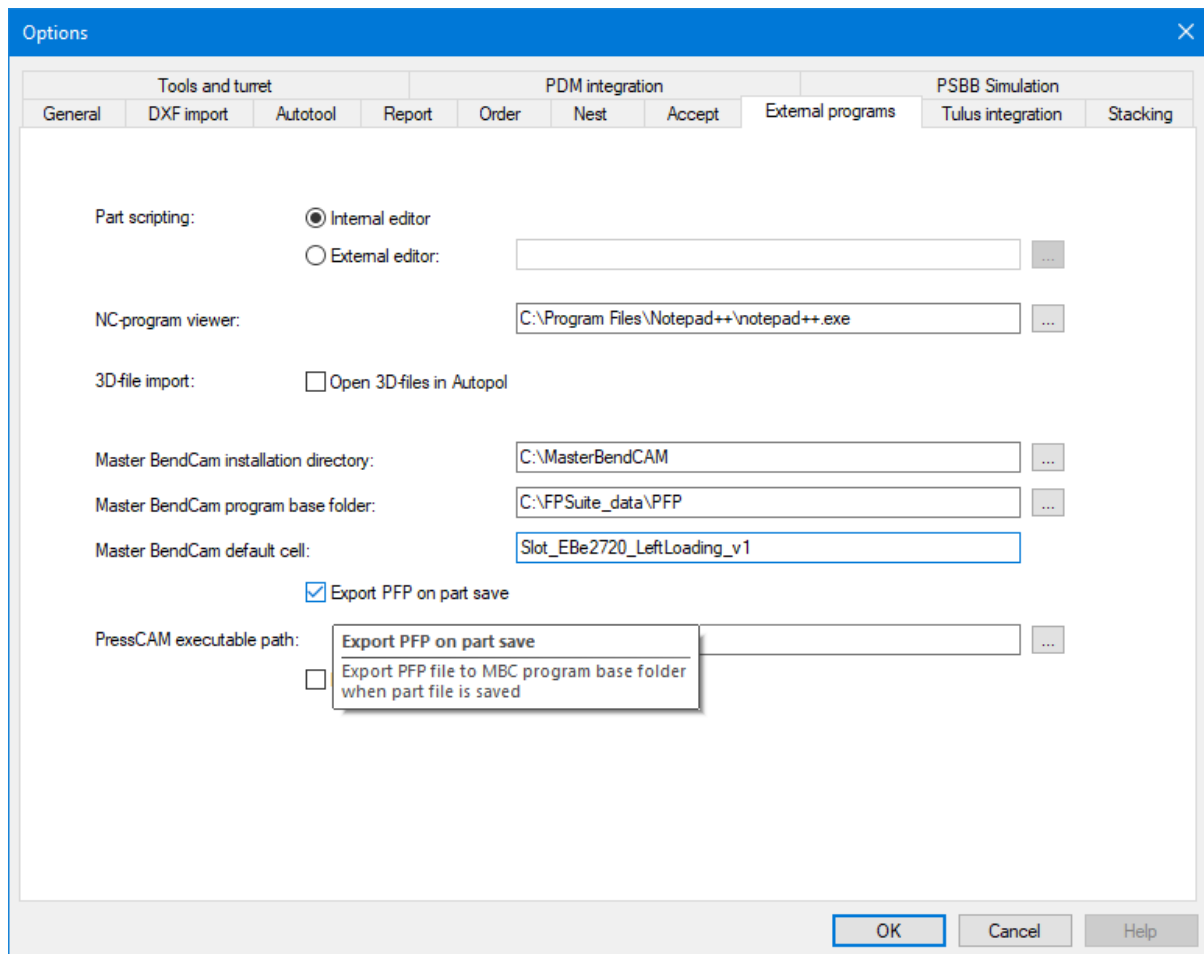 Options
Tools and turret PDM integration PSBB Simulation
General DXF import Autotool Report Order Nest Accept External programs Tulus integration Stacking
Part scripting: Internal editor
External editor: ...
NC-program viewer: C:\Program Files\Notepad++\notepad++.exe ...
3D-file import: Open 3D-files in Autopol
Master BendCam installation directory: C:\MasterBendCAM ...
Master BendCam program base folder: C:\FPSuite_data\PFP ...
Master BendCam default cell: Slot_EBe2720_LeftLoading_v1
Export PFP on part save
PressCAM executable path: ...
Export PFP on part save
Export PFP file to MBC program base folder
when part file is saved
OK Cancel Help